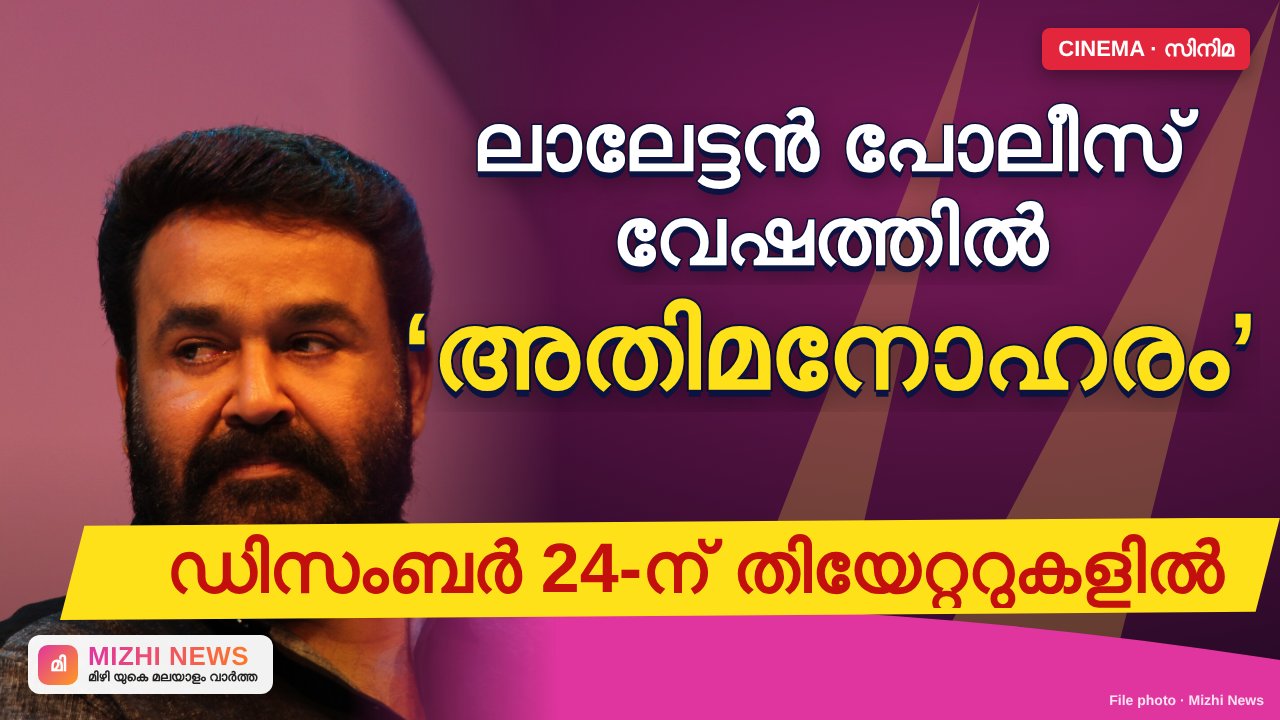 CINEMA · സിനിമ
ലാലേട്ടൻ പോലീസ്
വേഷത്തിൽ
‘അതിമനോഹരം’
ഡിസംബർ 24-ന് തിയേറ്ററുകളിൽ
മി
MIZHI NEWS
മിഴി യുകെ മലയാളം വാർത്ത
File photo · Mizhi News